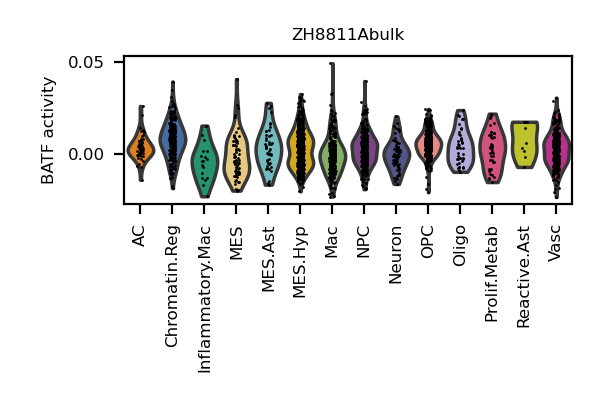 ZH8811Abulk
BATF activity
0.05
0.00
AC
Chromatin.Reg
Inflammatory.Mac
MES
MES.Ast
MES.Hyp
Mac
NPC
Neuron
OPC
Oligo
Prolif.Metab
Reactive.Ast
Vasc